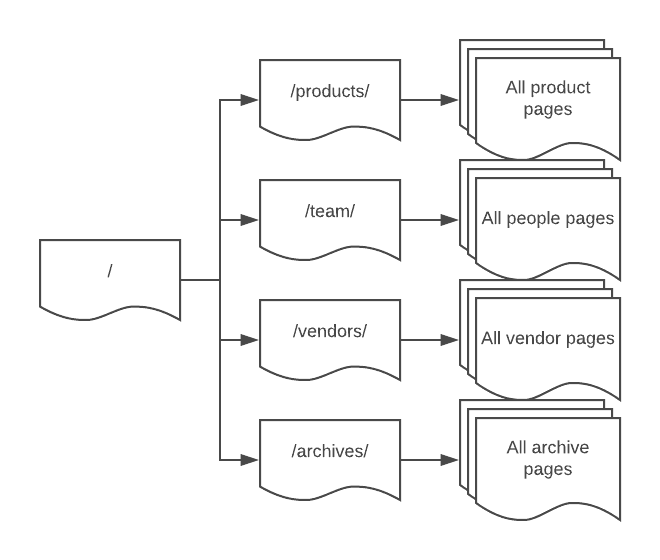 /products/
All product
pages
/team/
All people pages
/
/vendors/
All vendor pages
/archives/
All archive
pages